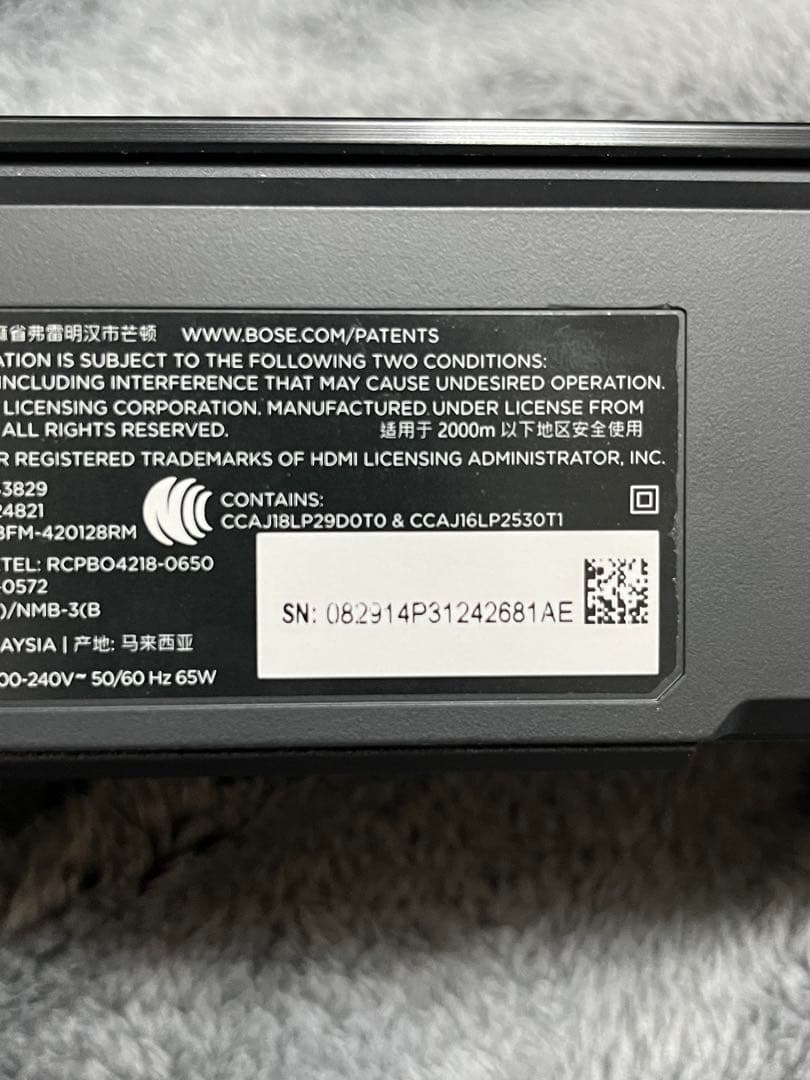 麻省弗雷明汉市芒顿 WWW.BOSE.COM/PATENTS
ATION IS SUBJECT TO THE FOLLOWING TWO CONDITIONS:
INCLUDING INTERFERENCE THAT MAY CAUSE UNDESIRED OPERATION.
LICENSING CORPORATION. MANUFACTURED UNDER LICENSE FROM
ALL RIGHTS RESERVED. 适用于 2000m 以下地区安全使用
R REGISTERED TRADEMARKS OF HDMI LICENSING ADMINISTRATOR, INC.
3829
24821
FM-420128RM
CONTAINS:
CCAJ18LP29D0T0 & CCAJ16LP2530T1
ETEL: RCPBO4218-0650
-0572
)/NMB-3(B
AYSIA | 产地: 马来西亚
00-240V~ 50/60 Hz 65W
SN: 082914P31242681AE